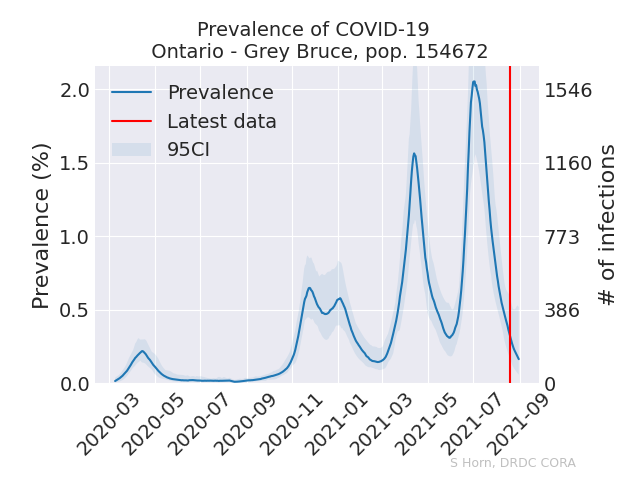 Prevalence of COVID-19
Ontario - Grey Bruce, pop. 154672
Prevalence
Latest data
95CI
Prevalence (%)
2.0
1.5
1.0
0.5
0.0
1546
1160
773
386
0
# of infections
2020-03
2020-05
2020-07
2020-09
2020-11
2021-01
2021-03
2021-05
2021-07
2021-09
S Horn, DRDC CORA